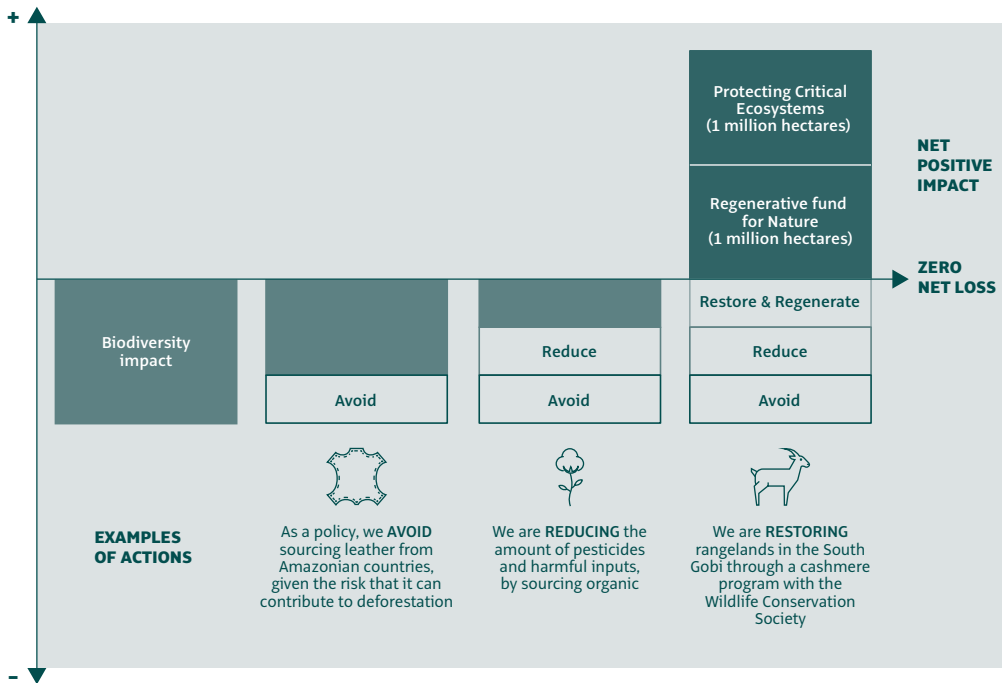 +
Protecting Critical
Ecosystems
(1 million hectares)
NET
POSITIVE
IMPACT
Regenerative fund
for Nature
(1 million hectares)
ZERO
NET LOSS
Biodiversity
impact
Avoid
Reduce
Avoid
Restore & Regenerate
Reduce
Avoid
EXAMPLES
OF ACTIONS
As a policy, we AVOID
sourcing leather from
Amazonian countries,
given the risk that it can
contribute to deforestation
We are REDUCING the
amount of pesticides
and harmful inputs,
by sourcing organic
We are RESTORING
rangelands in the South
Gobi through a cashmere
program with the
Wildlife Conservation
Society
-